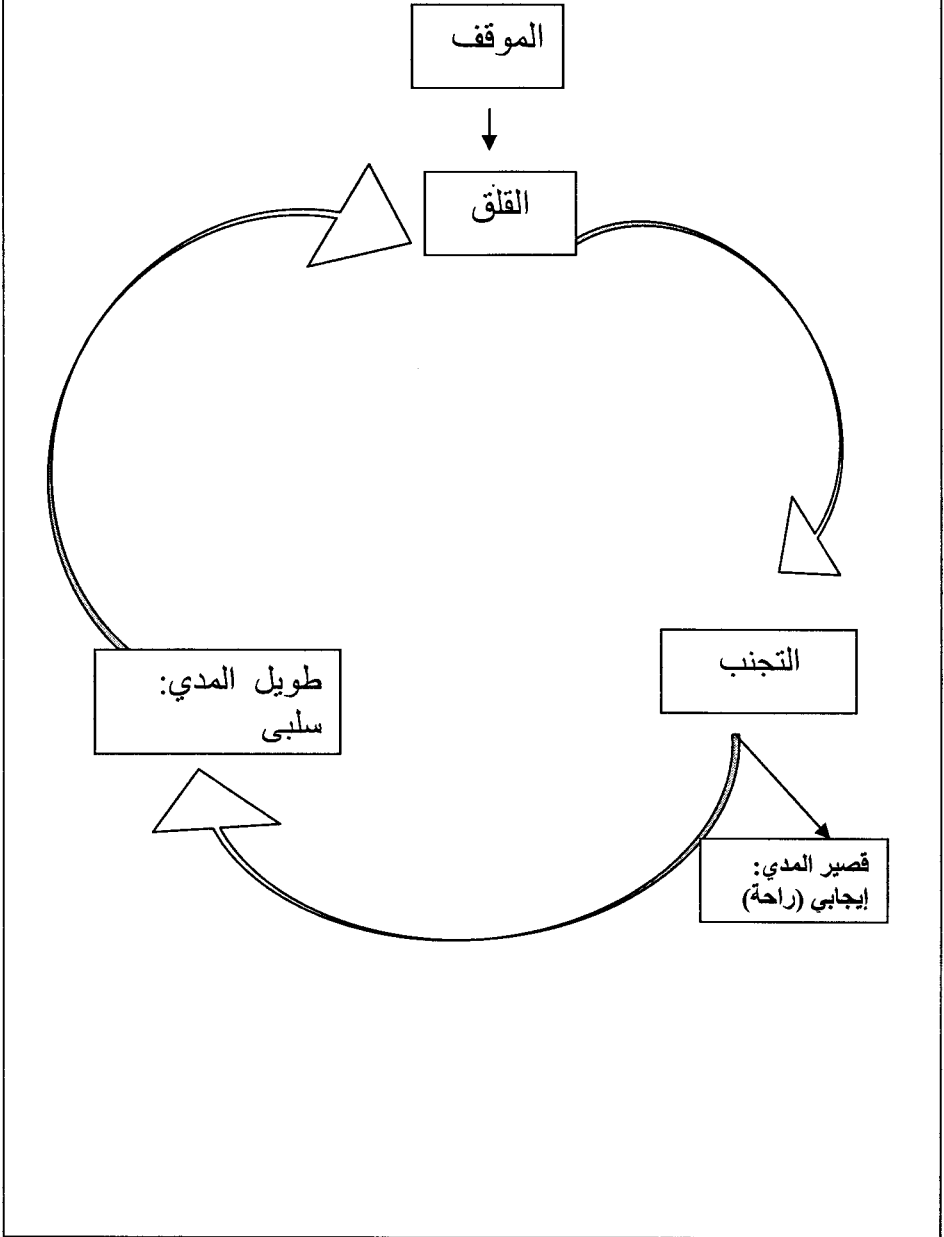 الموقف
القلق
التجنب
طويل المدي:
سلبى
قصير المدي:
إيجابي (راحة)